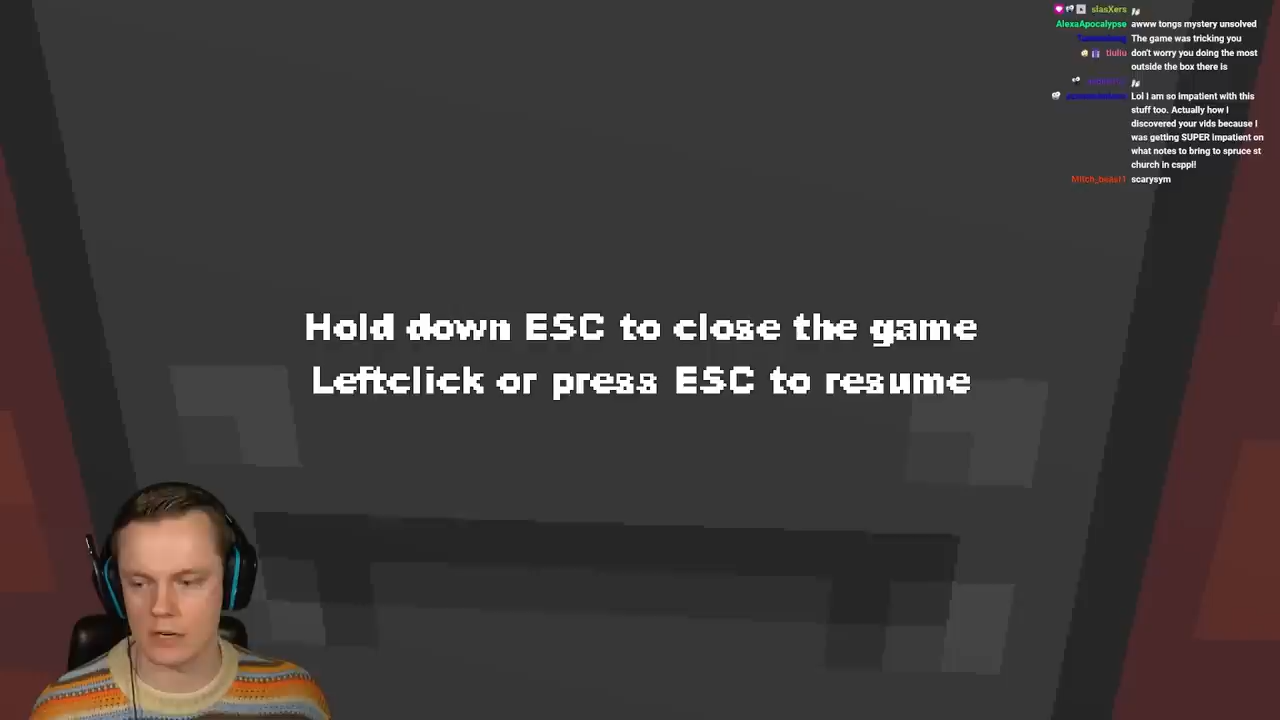 slasXers
AlexaApocalypse awww tongs mystery unsolved
The game was tricking you
tiuliu don't worry you doing the most
outside the box there is
Lol I am so impatient with this
stuff too. Actually how I
discovered your vids because I
was getting SUPER impatient on
what notes to bring to spruce st
church in csppl!
Mitch_beast1 scarysym
Hold down ESC to close the game
Leftclick or press ESC to resume